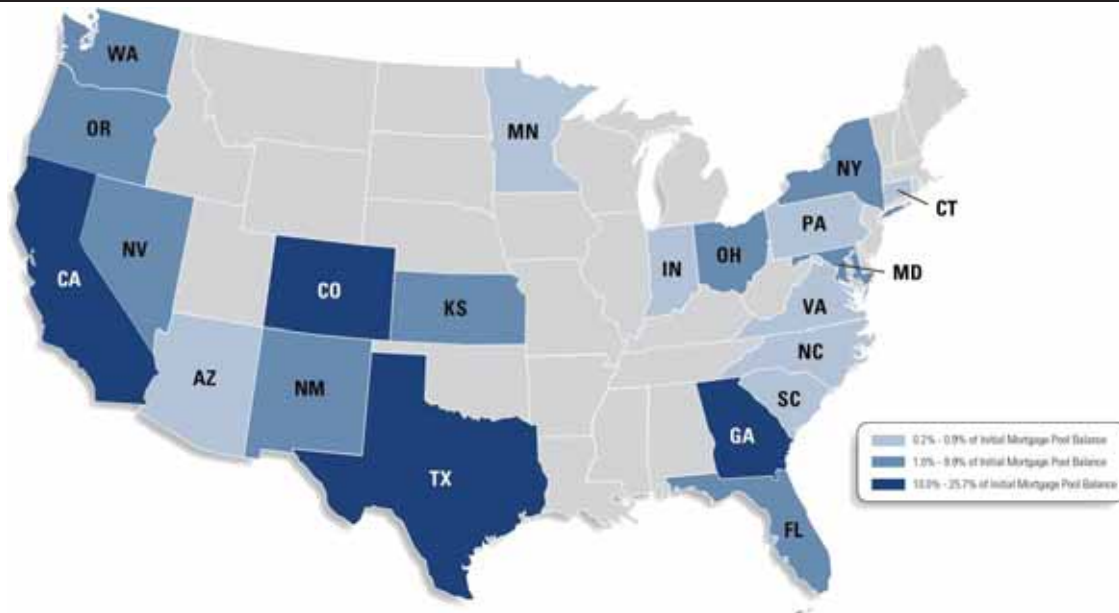 WA
OR
CA
NV
AZ
NM
CO
KS
TX
MN
IN
OH
NY
PA
CT
MD
VA
NC
SC
GA
FL
0.2% - 0.9% of Initial Mortgage Pool Balance
1.0% - 9.9% of Initial Mortgage Pool Balance
10.0% - 25.7% of Initial Mortgage Pool Balance